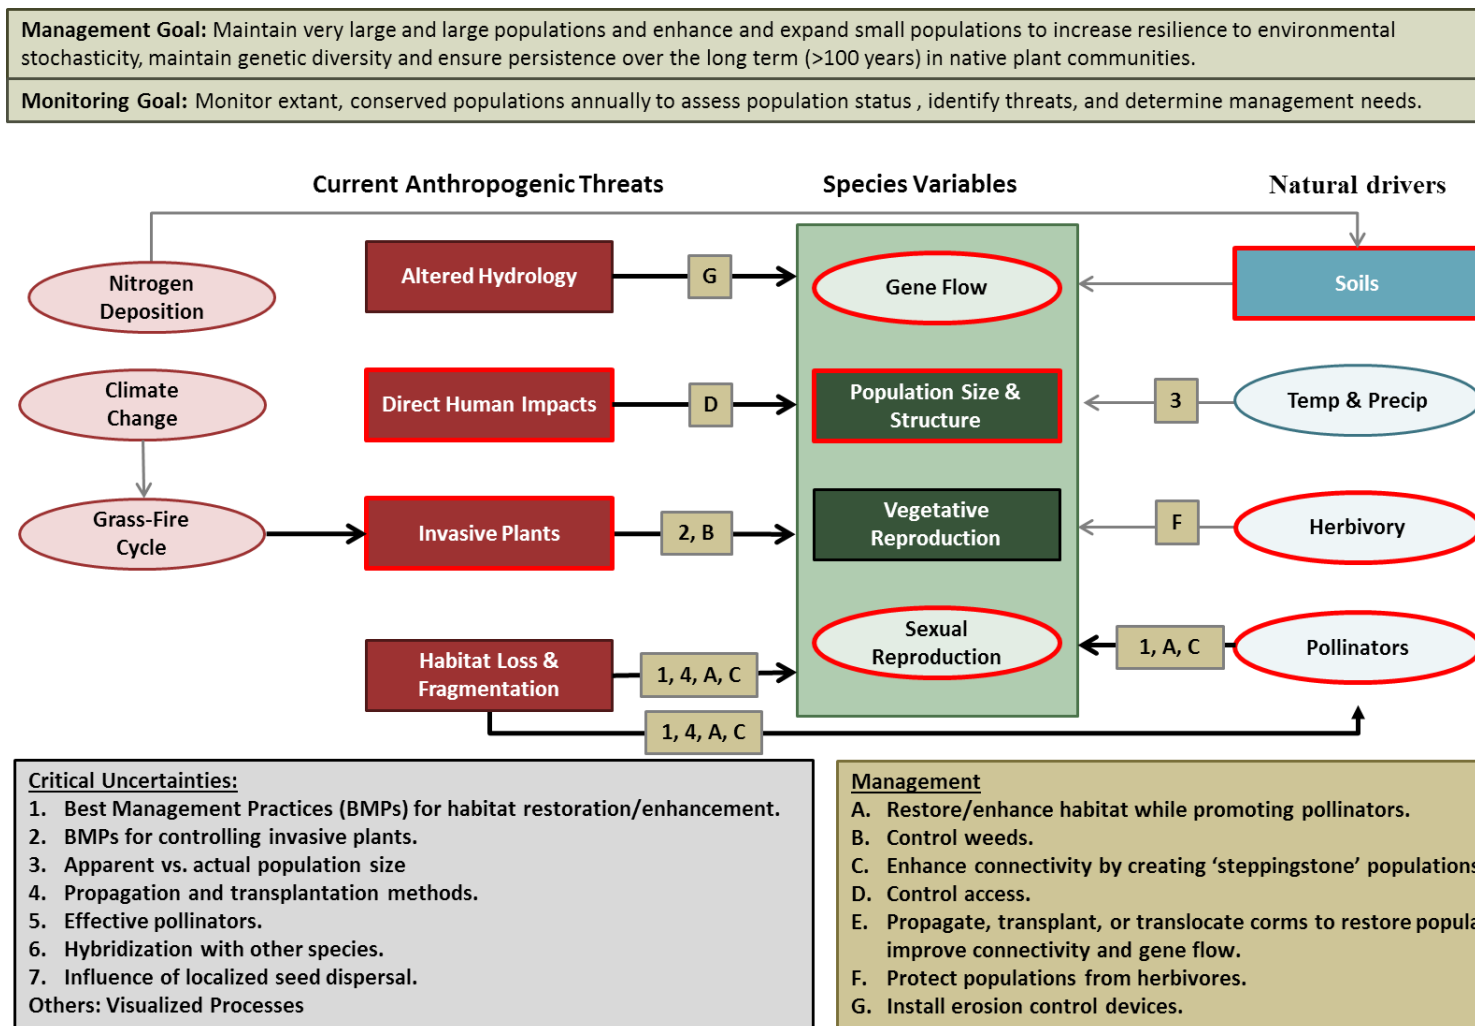 Management Goal: Maintain very large and large populations and enhance and expand small populations to increase resilience to environmental
stochasticity, maintain genetic diversity and ensure persistence over the long term (>100 years) in native plant communities.
Monitoring Goal: Monitor extant, conserved populations annually to assess population status , identify threats, and determine management needs.
Current Anthropogenic Threats
Species Variables
Natural drivers
Nitrogen
Deposition
Altered Hydrology
G
Gene Flow
Soils
Climate
Change
Direct Human Impacts
D
Population Size &
Structure
3
Temp & Precip
Grass-Fire
Cycle
Invasive Plants
2, B
Vegetative
Reproduction
F
Herbivory
Habitat Loss &
Fragmentation
1, 4, A, C
Sexual
Reproduction
1, A, C
Pollinators
1, 4, A, C
Critical Uncertainties:
1. Best Management Practices (BMPs) for habitat restoration/enhancement.
2. BMPs for controlling invasive plants.
3. Apparent vs. actual population size
4. Propagation and transplantation methods.
5. Effective pollinators.
6. Hybridization with other species.
7. Influence of localized seed dispersal.
Others: Visualized Processes
Management
A. Restore/enhance habitat while promoting pollinators.
B. Control weeds.
C. Enhance connectivity by creating ‘steppingstone’ populations
D. Control access.
E. Propagate, transplant, or translocate corms to restore popula
improve connectivity and gene flow.
F. Protect populations from herbivores.
G. Install erosion control devices.